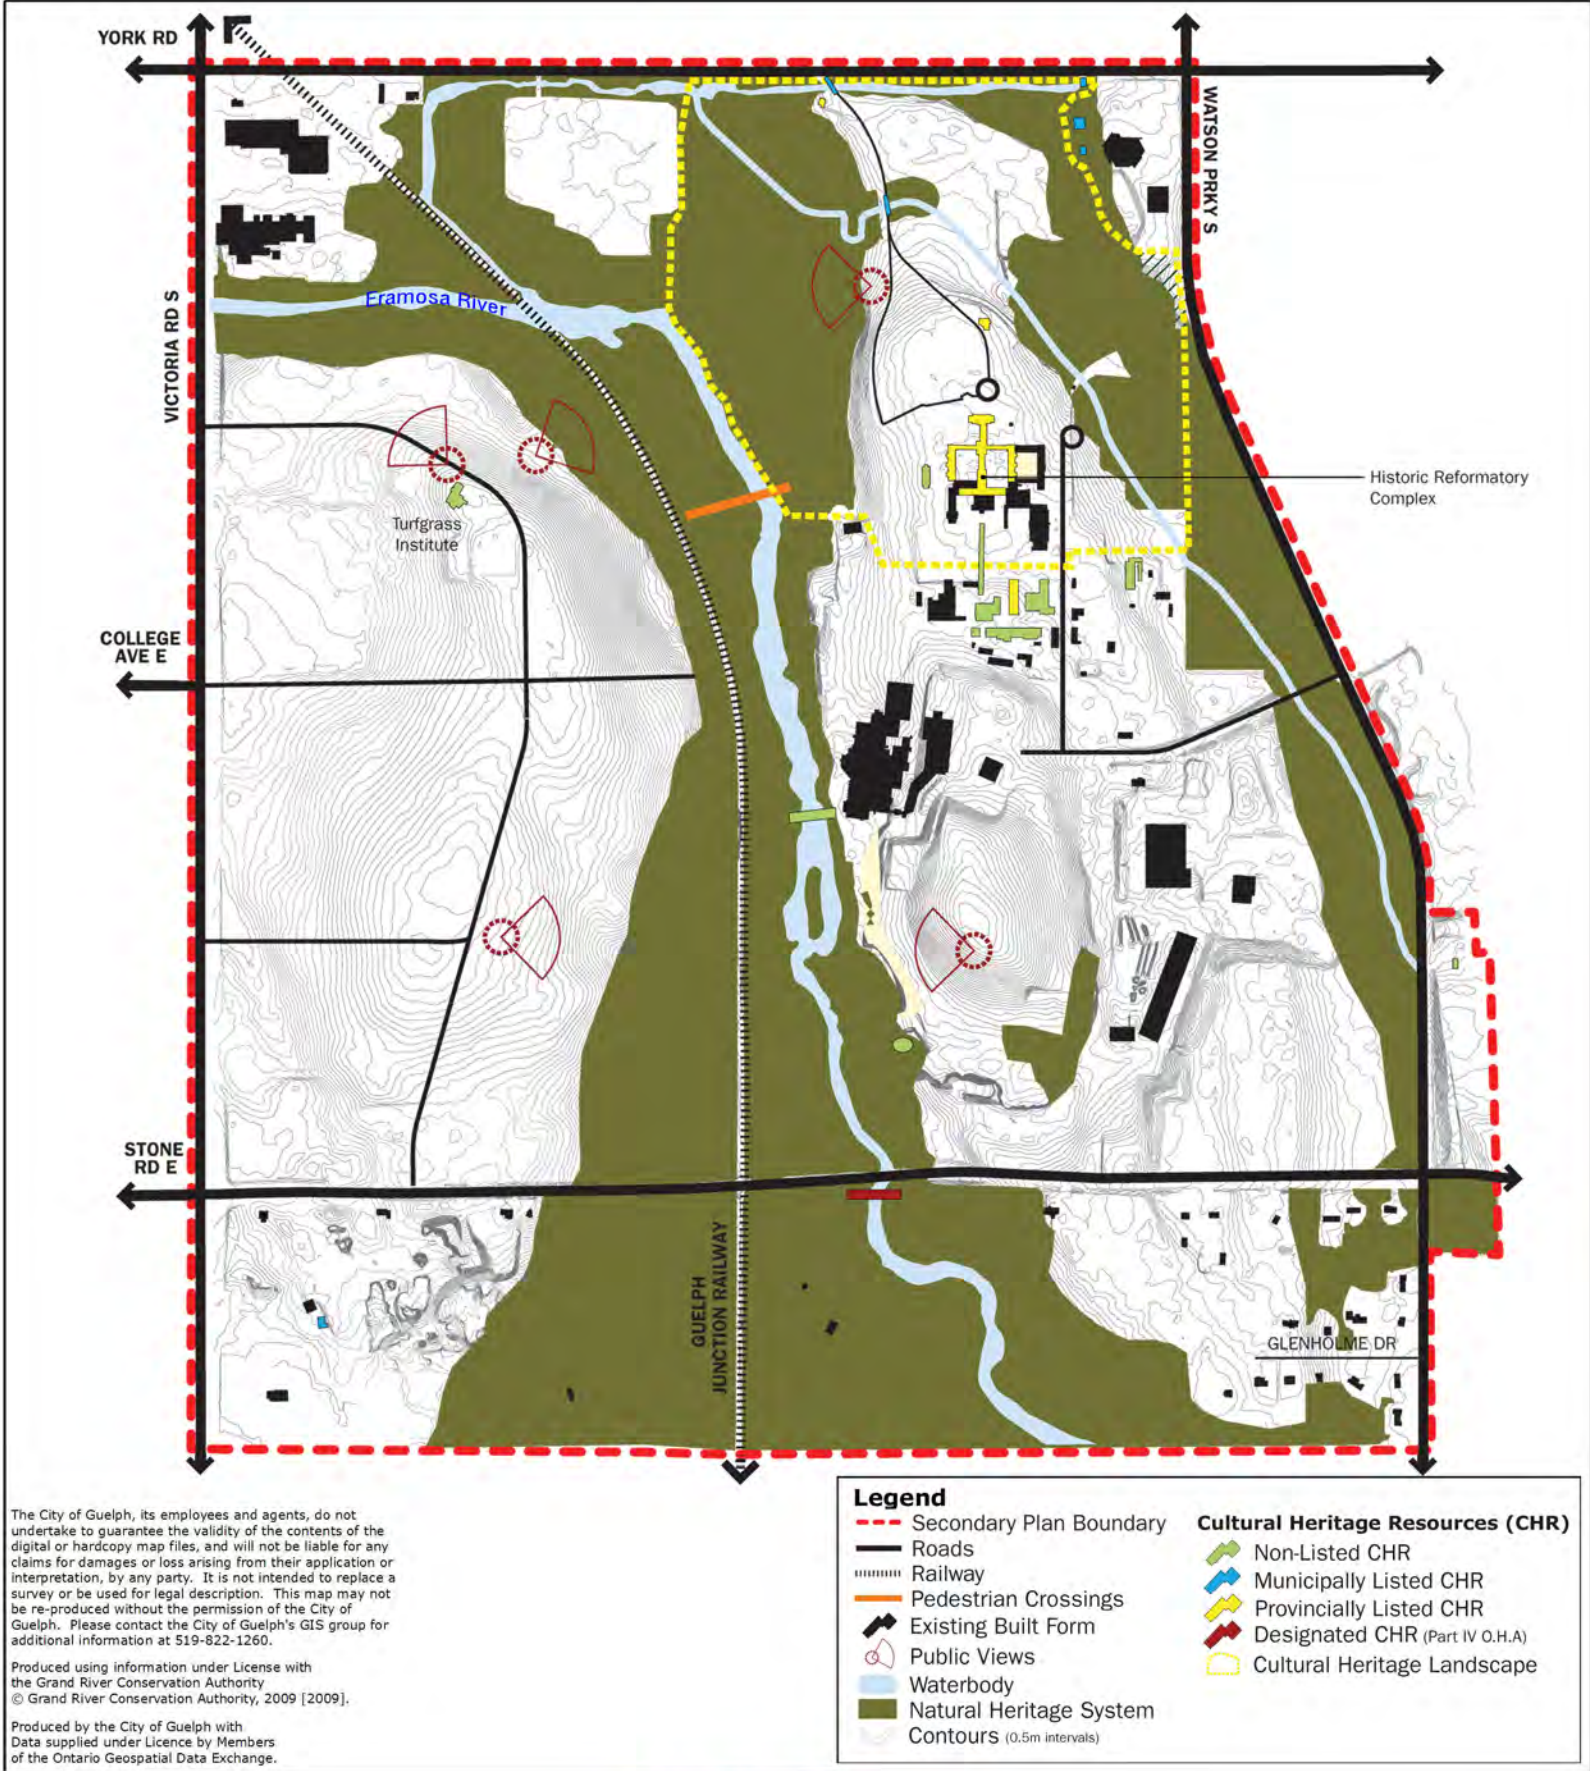 YORK RD
WATSON PRKY S
VICTORIA RD S
Eramosa River
Historic Reformatory
Complex
Turfgrass
Institute
COLLEGE
AVE E
STONE
RD E
GUELPH
JUNCTION RAILWAY
GLENHOLME DR
The City of Guelph, its employees and agents, do not
undertake to guarantee the validity of the contents of the
digital or hardcopy map files, and will not be liable for any
claims for damages or loss arising from their application or
interpretation, by any party. It is not intended to replace a
survey or be used for legal description. This map may not
be re-produced without the permission of the City of
Guelph. Please contact the City of Guelph's GIS group for
additional information at 519-822-1260.
Produced using information under License with
the Grand River Conservation Authority
© Grand River Conservation Authority, 2009 [2009].
Produced by the City of Guelph with
Data supplied under Licence by Members
of the Ontario Geospatial Data Exchange.
Legend
Secondary Plan Boundary
Roads
Railway
Pedestrian Crossings
Existing Built Form
Public Views
Waterbody
Natural Heritage System
Contours (0.5m intervals)
Cultural Heritage Resources (CHR)
Non-Listed CHR
Municipally Listed CHR
Provincially Listed CHR
Designated CHR (Part IV O.H.A)
Cultural Heritage Landscape